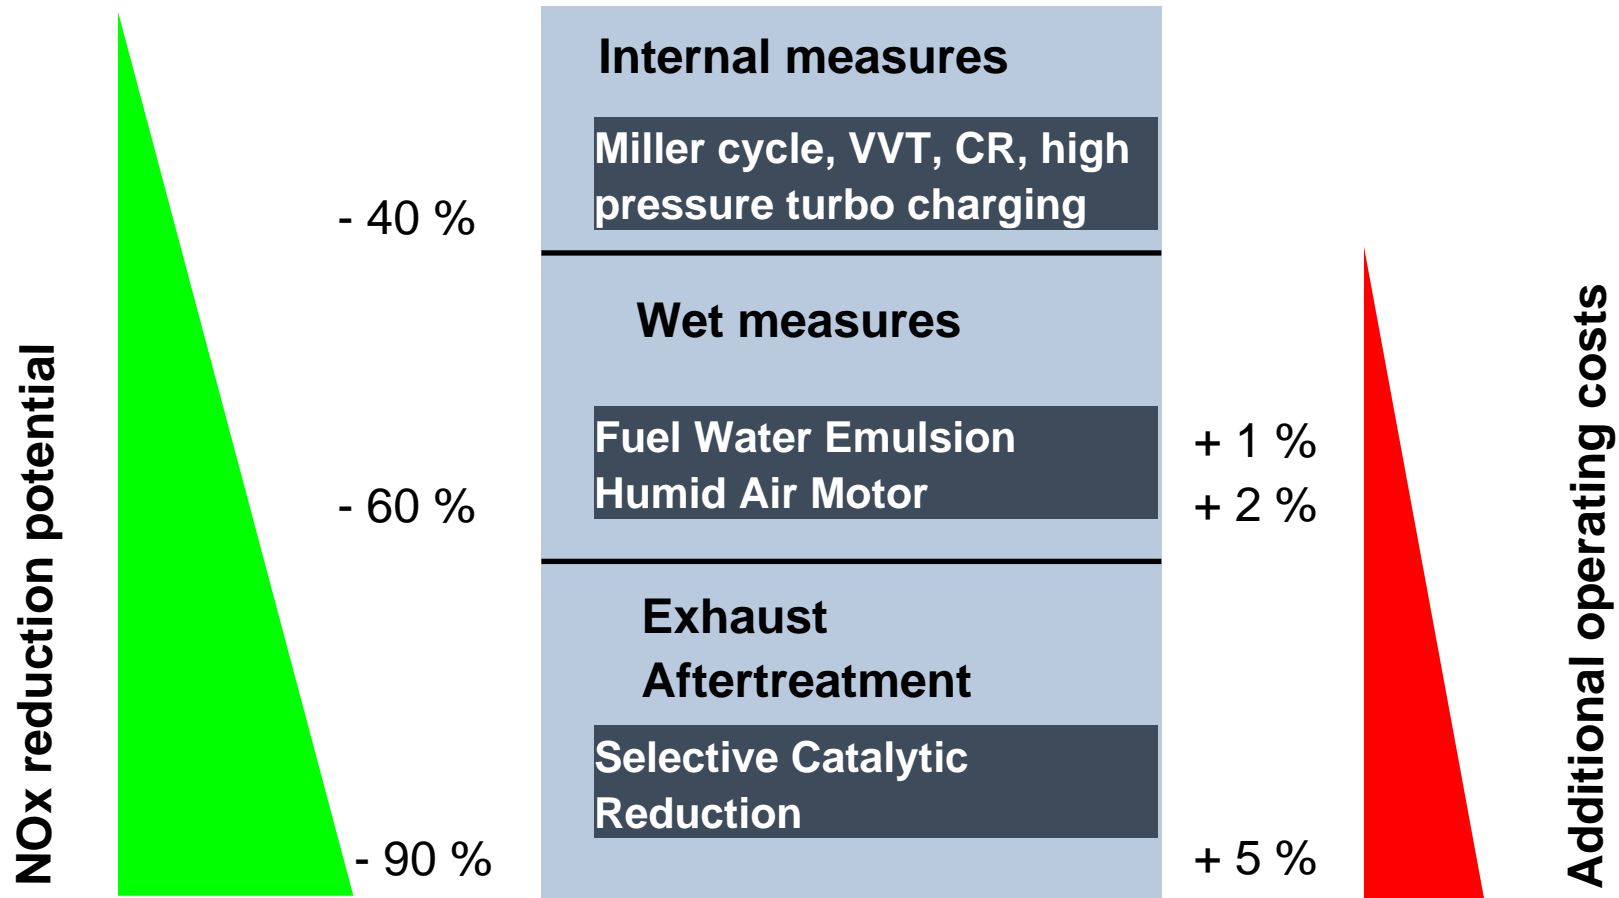 NOx reduction potential
- 40 %
- 60 %
- 90 %
Internal measures
Miller cycle, VVT, CR, high
pressure turbo charging
Wet measures
Fuel Water Emulsion
Humid Air Motor
Exhaust
Aftertreatment
Selective Catalytic
Reduction
+ 1 %
+ 2 %
+ 5 %
Additional operating costs